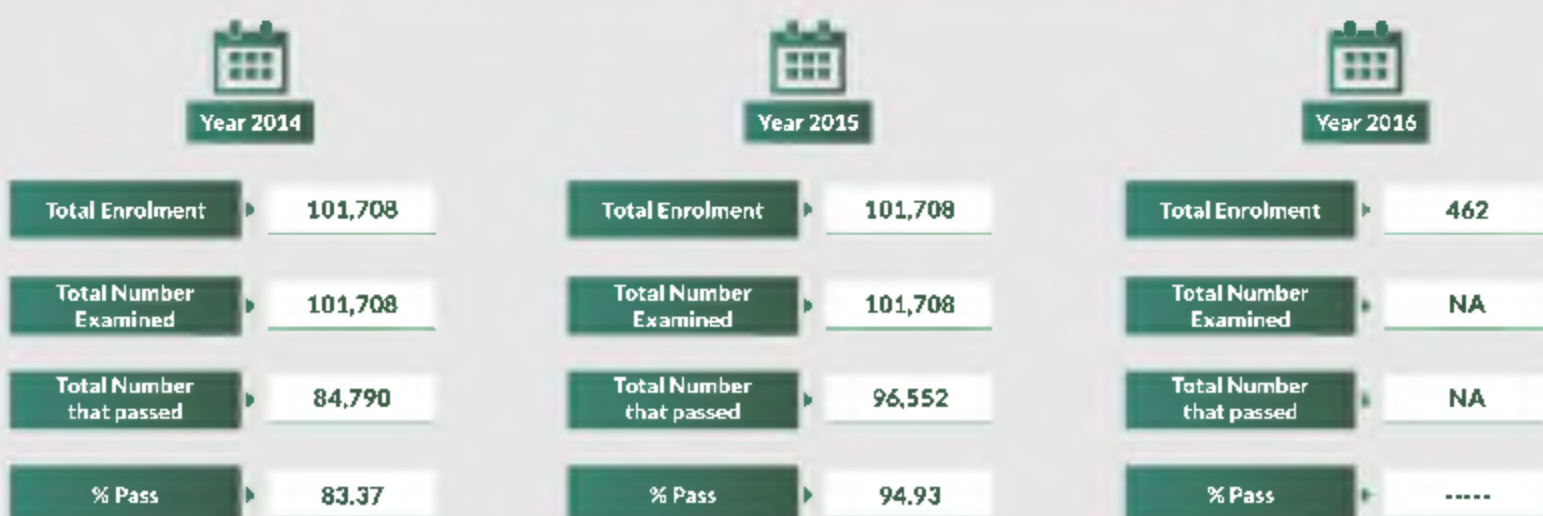 Year 2014
Year 2015
Year 2016
Total Enrolment 101,708
Total Enrolment 101,708
Total Enrolment 462
Total Number
Examined
101,708
Total Number
Examined
101,708
Total Number
Examined
NA
Total Number
that passed
84,790
Total Number
that passed
96,552
Total Number
that passed
NA
% Pass 83.37
% Pass 94.93
% Pass -----